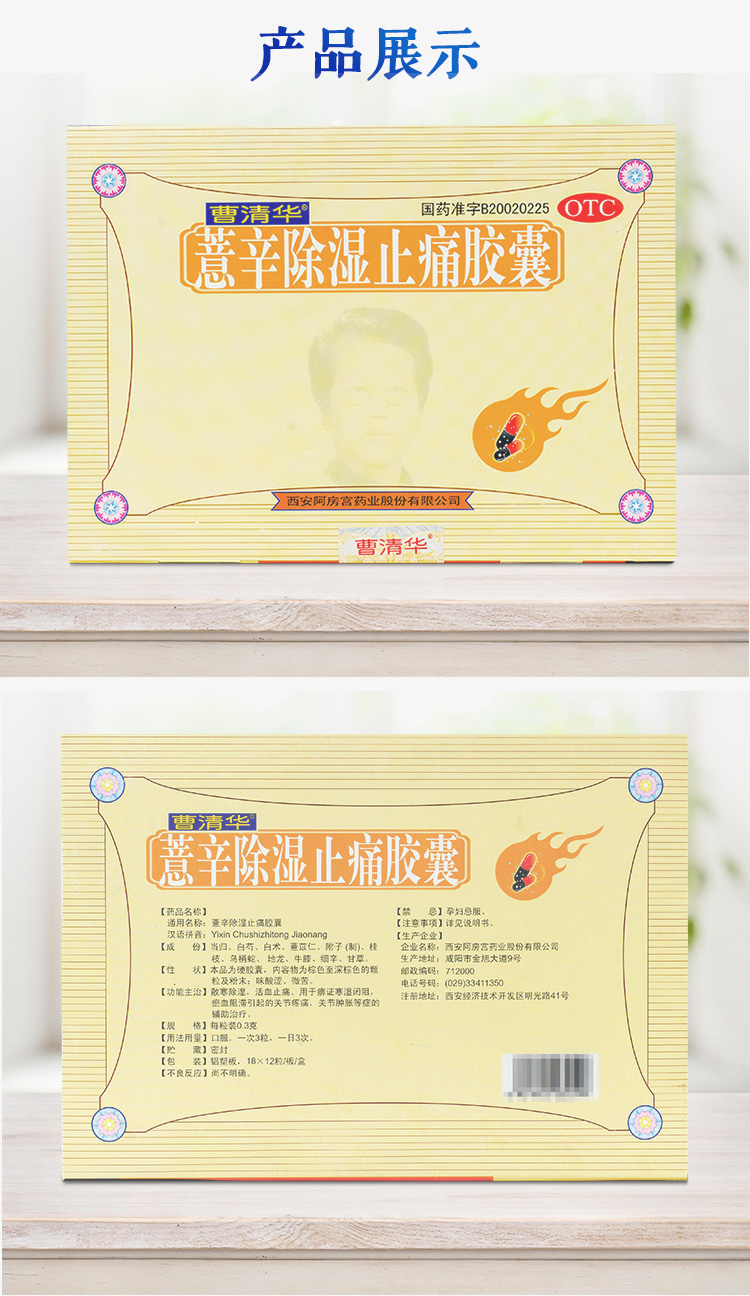 产品展示
曹清华®
国药准字B20020225
OTC
薏辛除湿止痛胶囊
西安阿房宫药业股份有限公司
曹清华®
曹清华®
薏辛除湿止痛胶囊
【药品名称】
通用名称：薏辛除湿止痛胶囊
汉语拼音：Yixin Chushizhitong Jiaonang
【成　份】当归、白芍、白术、薏苡仁、附子(制)、桂
枝、乌梢蛇、地龙、牛膝、细辛、甘草。
【性　状】本品为硬胶囊，内容物为棕色至深棕色的颗
粒及粉末；味酸涩、微苦。
【功能主治】散寒除湿，活血止痛。用于痹证寒湿闭阻，
瘀血阻滞引起的关节疼痛，关节肿胀等症的
辅助治疗。
【规　格】每粒装0.3克
【用法用量】口服。一次3粒，一日3次。
【贮　藏】密封
【包　装】铝塑板，18×12粒/板/盒
【不良反应】尚不明确。
【禁　忌】孕妇忌服。
【注意事项】详见说明书。
【生产企业】
企业名称：西安阿房宫药业股份有限公司
生产地址：咸阳市金旭大道9号
邮政编码：712000
电话号码：(029)33411350
注册地址：西安经济技术开发区明光路41号